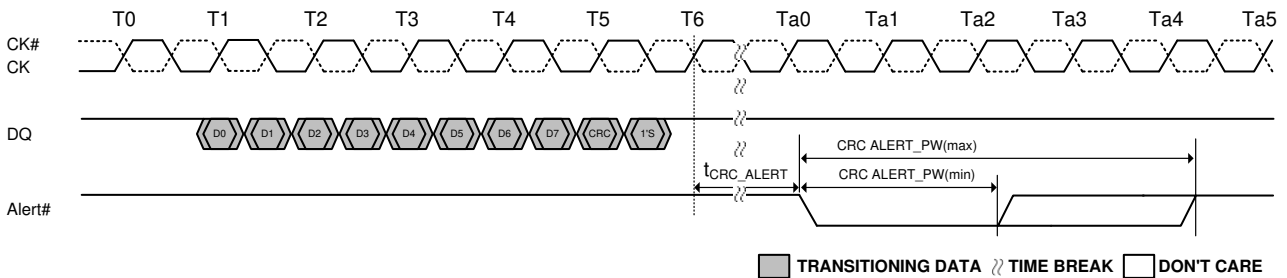 T0 T1 T2 T3 T4 T5 T6 Ta0 Ta1 Ta2 Ta3 Ta4 Ta5
CK#
CK
DQ D0 D1 D2 D3 D4 D5 D6 D7 CRC 1'S
CRC ALERT_PW(max)
tCRC_ALERT CRC ALERT_PW(min)
Alert#
TRANSITIONING DATA TIME BREAK DON'T CARE